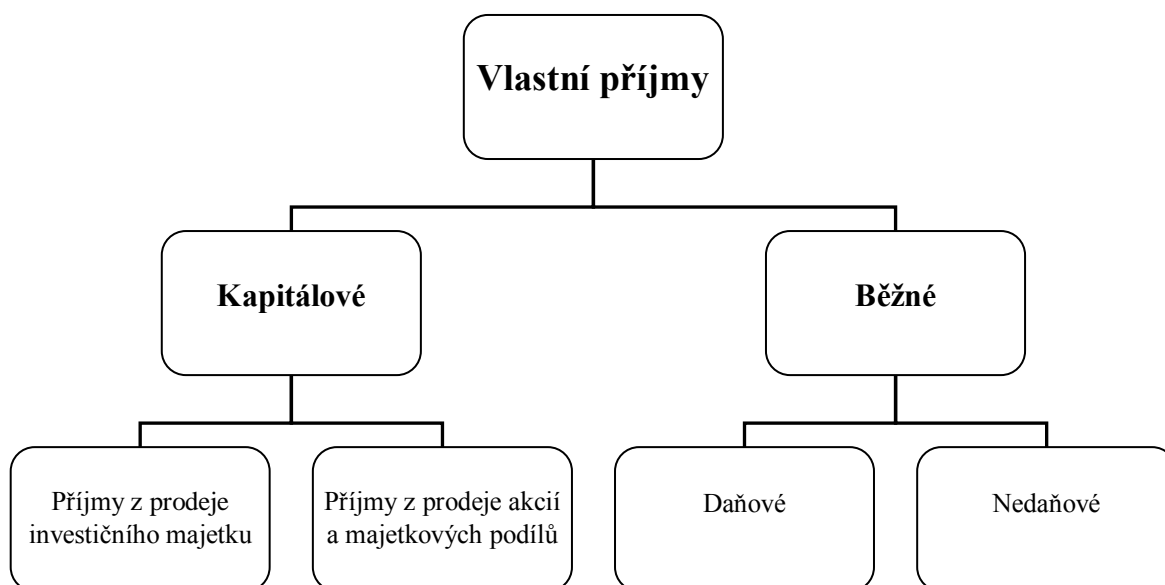 Vlastní příjmy
Kapitálové
Běžné
Příjmy z prodeje
investičního majetku
Příjmy z prodeje akcií
a majetkových podílů
Daňové
Nedaňové